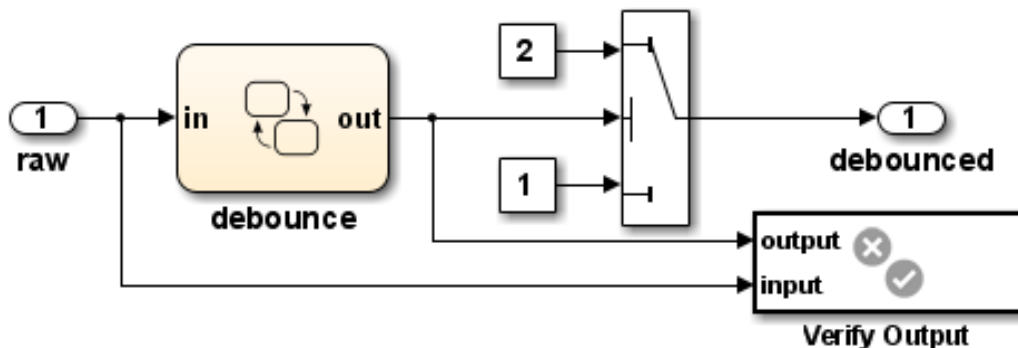 2
1
in
out
1
raw
debounce
1
debounced
output
input
Verify Output